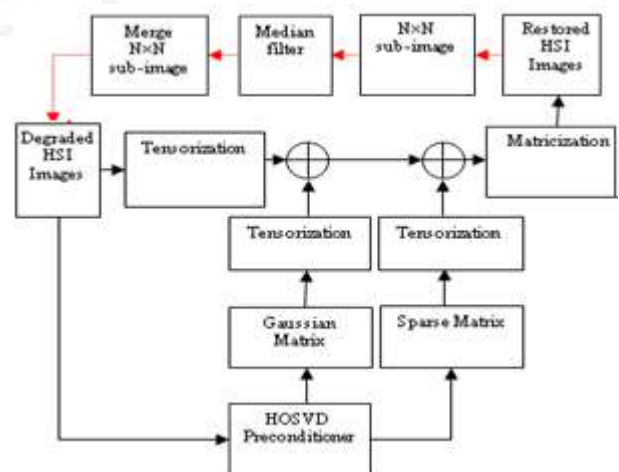 Merge
N×N
sub-image
Median
filter
N×N
sub-image
Restored
HSI
Images
Degraded
HSI
Images
Tensorization
Matricization
Tensorization
Tensorization
Gaussian
Matrix
Sparse Matrix
HOSVD
Preconditioner